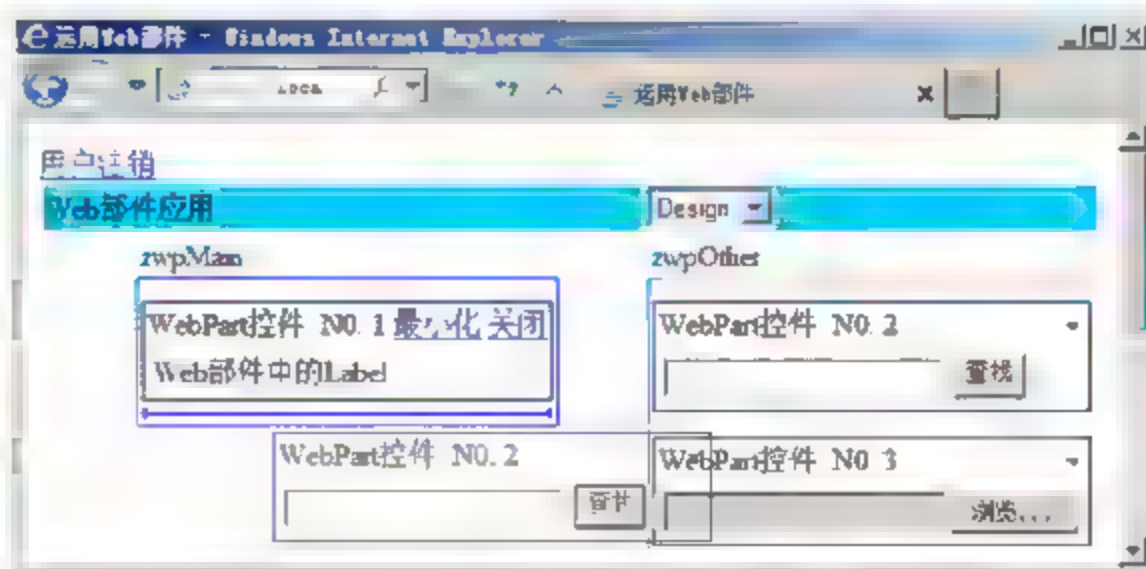 运用Web部件 - Windows Internet Explorer
运用Web部件
用户注销
Web部件应用 Design
zwpMain zwpOther
WebPart控件 N0. 1 最小化 关闭
WebPart控件 N0. 2
Web部件中的Label
查找
WebPart控件 N0. 2
WebPart控件 N0 3
浏览...